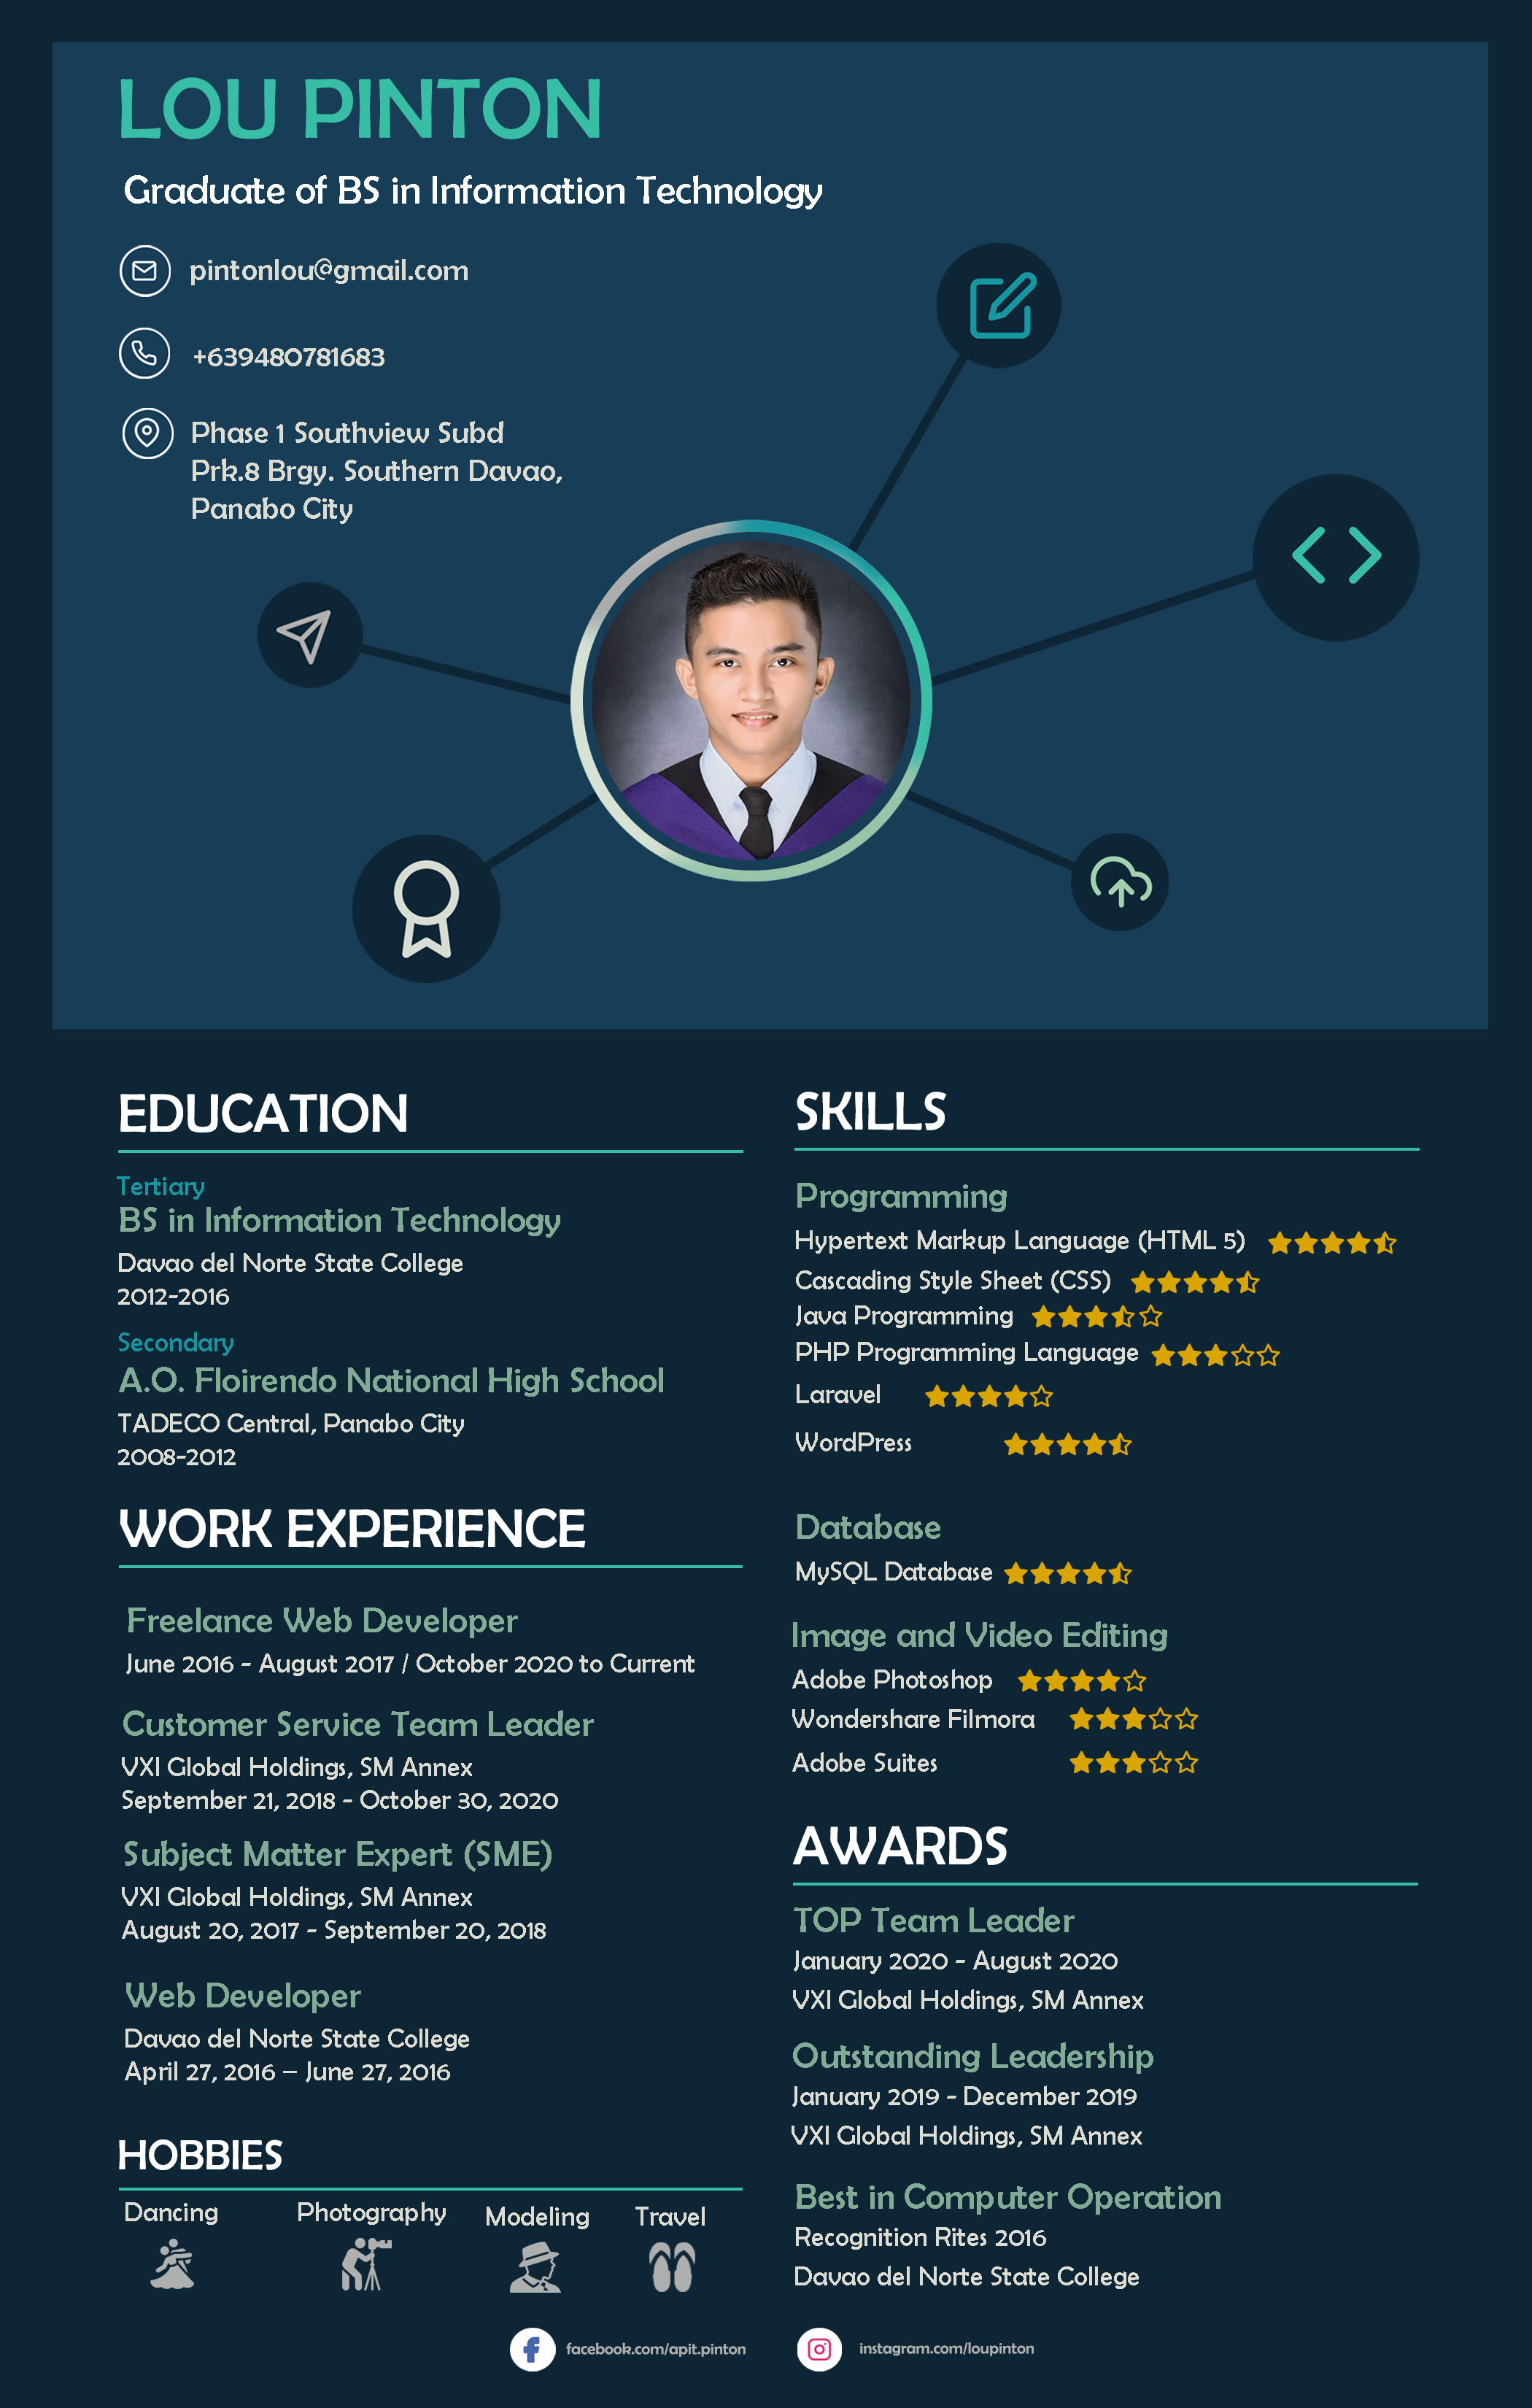 LOU PINTON
Graduate of BS in Information Technology
pintonlou@gmail.com
+639480781683
Phase 1 Southview Subd
Prk.8 Brgy. Southern Davao,
Panabo City
EDUCATION
Tertiary
BS in Information Technology
Davao del Norte State College
2012-2016
Secondary
A.O. Floirendo National High School
TADECO Central, Panabo City
2008-2012
WORK EXPERIENCE
Freelance Web Developer
June 2016 - August 2017 / October 2020 to Current
Customer Service Team Leader
VXI Global Holdings, SM Annex
September 21, 2018 - October 30, 2020
Subject Matter Expert (SME)
VXI Global Holdings, SM Annex
August 20, 2017 - September 20, 2018
Web Developer
Davao del Norte State College
April 27, 2016 – June 27, 2016
HOBBIES
Dancing
Photography
Modeling
Travel
SKILLS
Programming
Hypertext Markup Language (HTML 5)
Cascading Style Sheet (CSS)
Java Programming
PHP Programming Language
Laravel
WordPress
Database
MySQL Database
Image and Video Editing
Adobe Photoshop
Wondershare Filmora
Adobe Suites
AWARDS
TOP Team Leader
January 2020 - August 2020
VXI Global Holdings, SM Annex
Outstanding Leadership
January 2019 - December 2019
VXI Global Holdings, SM Annex
Best in Computer Operation
Recognition Rites 2016
Davao del Norte State College
facebook.com/apit.pinton
instagram.com/loupinton